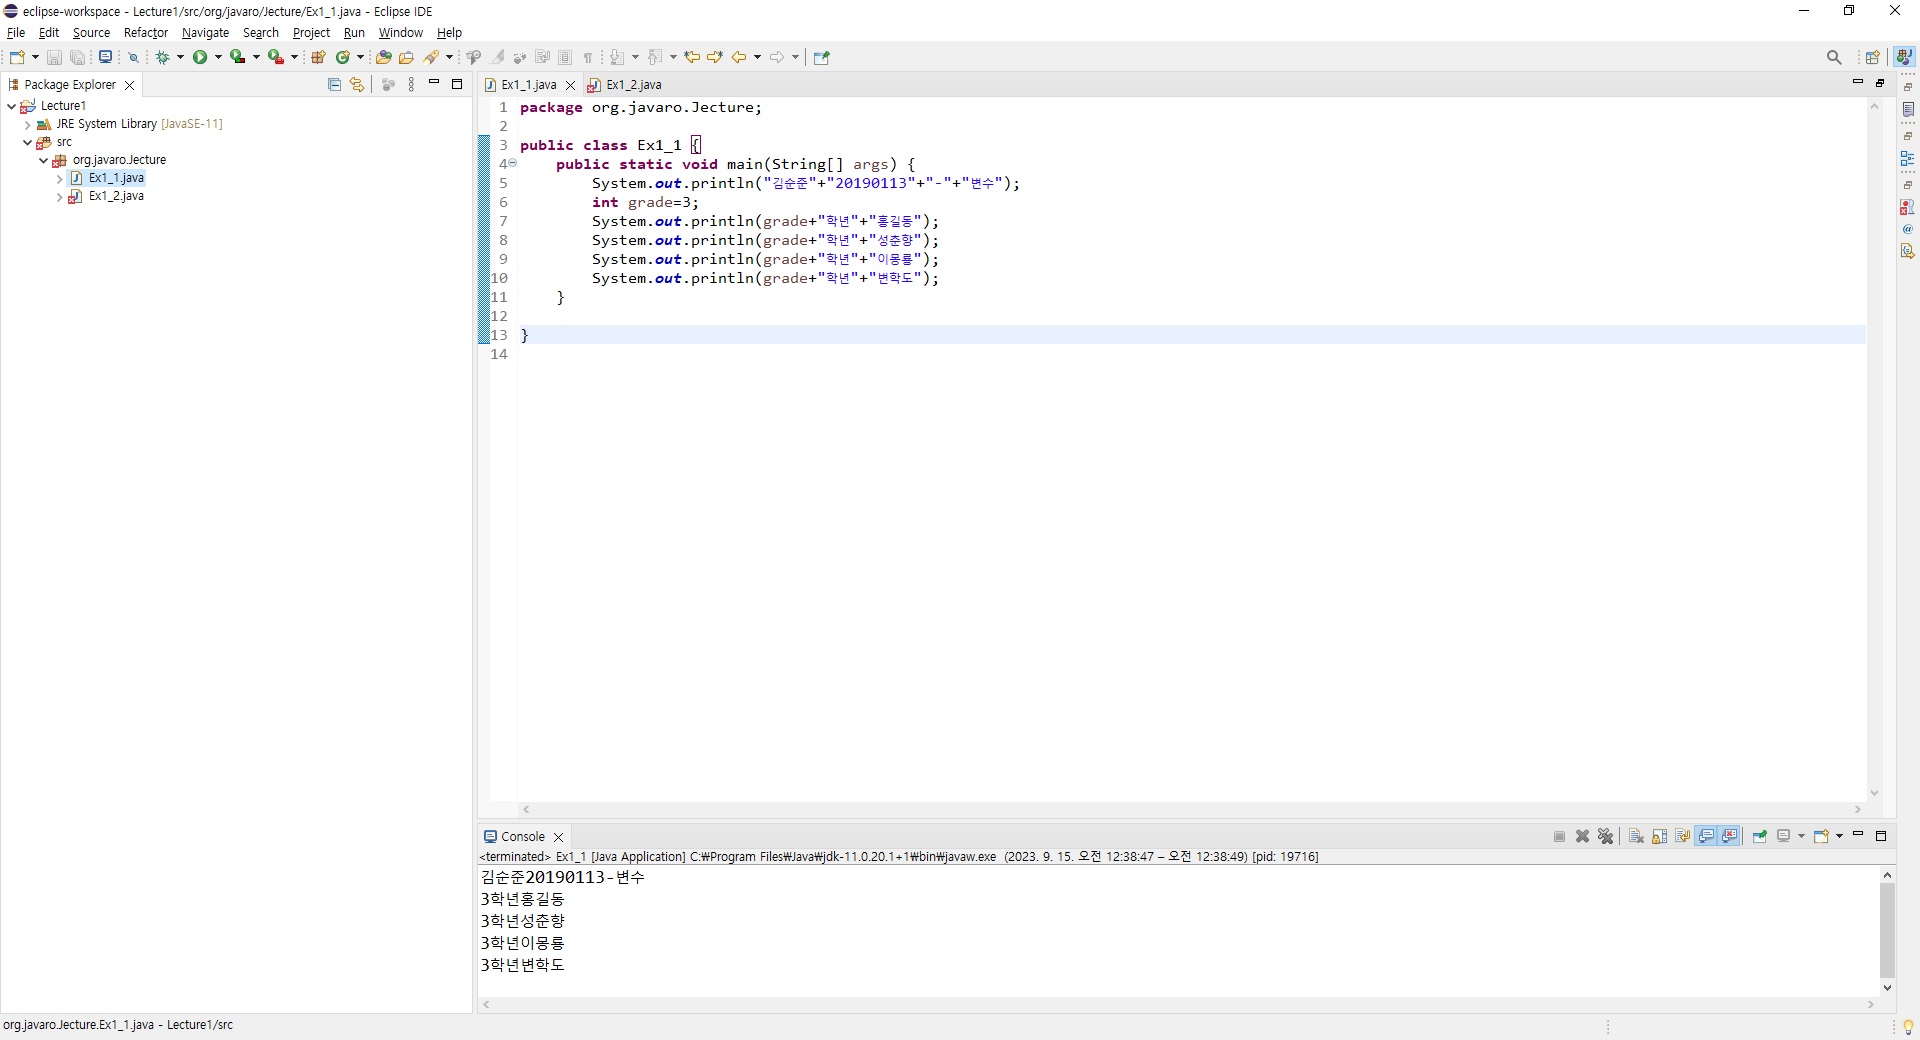 eclipse-workspace - Lecture1/src/org/javaro/Jecture/Ex1_1.java - Eclipse IDE
File Edit Source Refactor Navigate Search Project Run Window Help
Package Explorer
Lecture1
JRE System Library [JavaSE-11]
src
org.javaro.Jecture
Ex1_1.java
Ex1_2.java
Ex1_1.java Ex1_2.java
1 package org.javaro.Jecture;
2
3 public class Ex1_1 {
4 public static void main(String[] args) {
5 System.out.println("김순준"+"20190113"+"-"+"변수");
6 int grade=3;
7 System.out.println(grade+"학년"+"홍길동");
8 System.out.println(grade+"학년"+"성춘향");
9 System.out.println(grade+"학년"+"이몽룡");
10 System.out.println(grade+"학년"+"변학도");
11 }
12
13 }
14
Console
<terminated> Ex1_1 [Java Application] C:₩Program Files₩Java₩jdk-11.0.20.1+1₩bin₩javaw.exe (2023. 9. 15. 오전 12:38:47 – 오전 12:38:49) [pid: 19716]
김순준20190113-변수
3학년홍길동
3학년성춘향
3학년이몽룡
3학년변학도
org.javaro.Jecture.Ex1_1.java - Lecture1/src